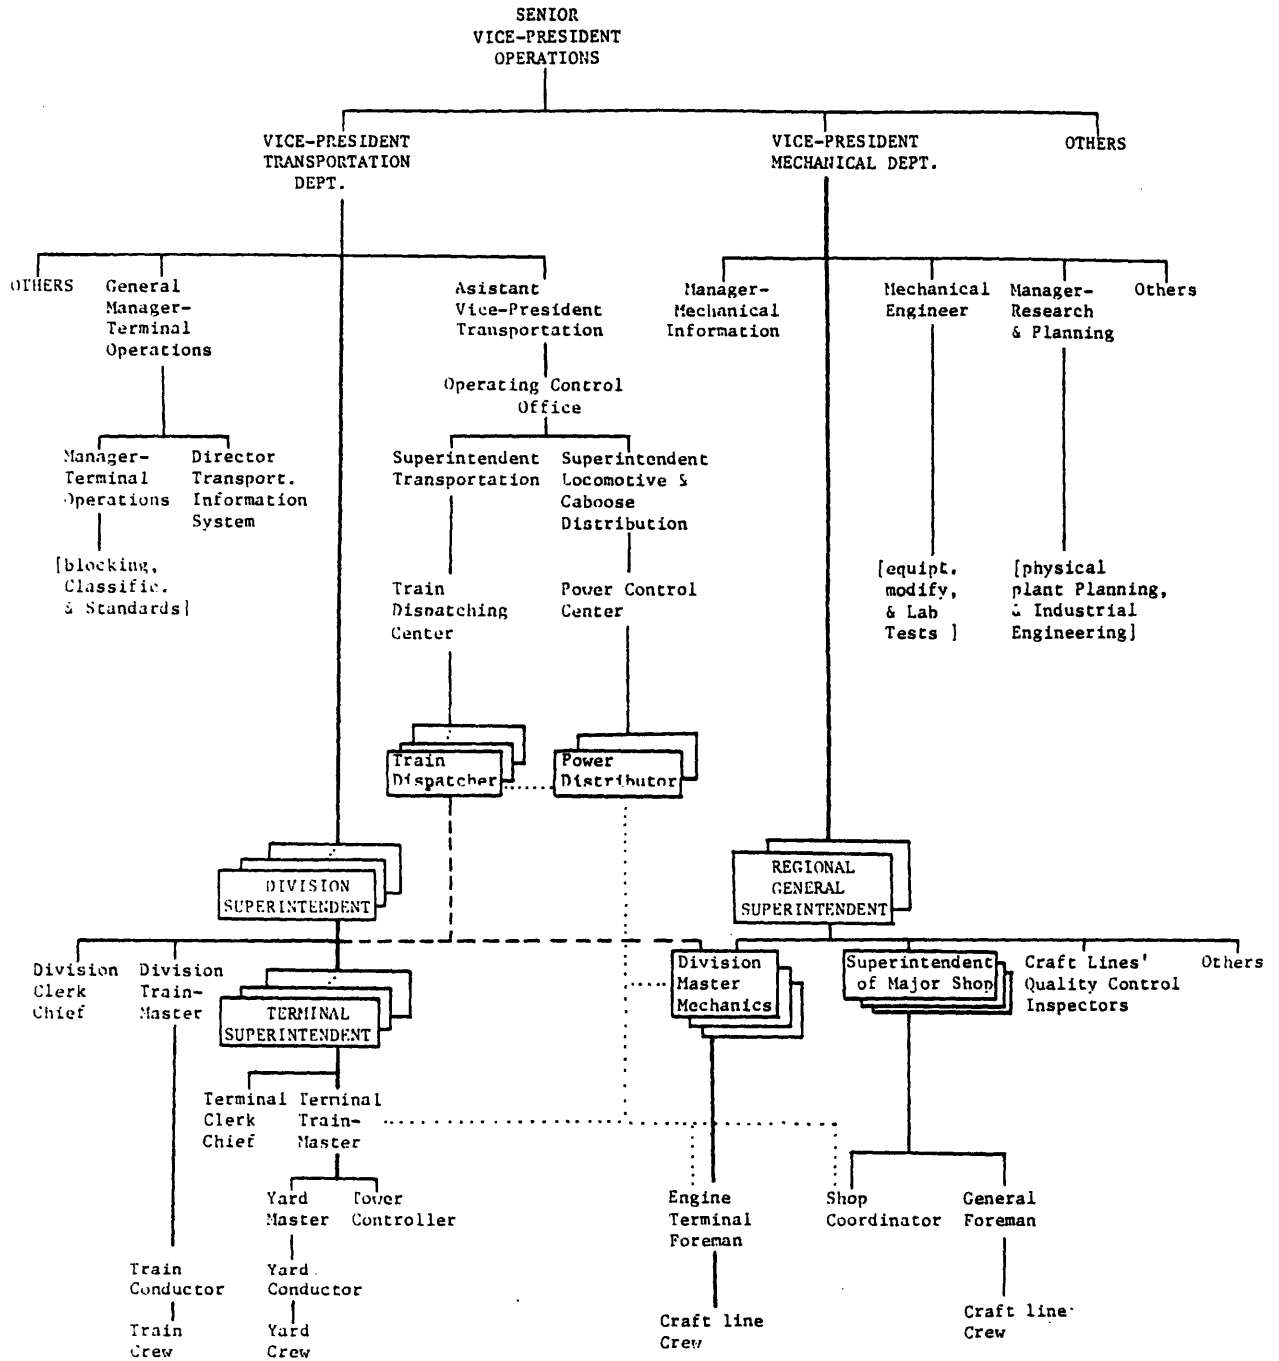 SENIOR
VICE-PRESIDENT
OPERATIONS
VICE-PRESIDENT
TRANSPORTATION
DEPT.
VICE-PRESIDENT
MECHANICAL DEPT.
OTHERS
OTHERS
General
Manager-
Terminal
Operations
Asistant
Vice-President
Transportation
Manager-
Mechanical
Information
Mechanical
Engineer
Manager-
Research
& Planning
Others
Operating Control
Office
Manager-
Terminal
Operations
Director
Transport.
Information
System
Superintendent
Transportation
Superintendent
Locomotive &
Caboose
Distribution
[blocking,
Classific.
& Standards]
Train
Dispatching
Center
Power Control
Center
[equipt.
modify,
& Lab
Tests ]
[physical
plant Planning,
& Industrial
Engineering]
Train
Dispatcher
Power
Distributor
DIVISION
SUPERINTENDENT
REGIONAL
GENERAL
SUPERINTENDENT
Division
Clerk
Chief
Division
Train-
Master
TERMINAL
SUPERINTENDENT
Division
Master
Mechanics
Superintendent
of Major Shop
Craft Lines'
Quality Control
Inspectors
Others
Terminal
Clerk
Chief
Terminal
Train-
Master
Yard
Master
Tower
Controller
Engine
Terminal
Foreman
Shop
Coordinator
General
Foreman
Train
Conductor
Yard
Conductor
Train
Crew
Yard
Crew
Craft line
Crew
Craft line
Crew